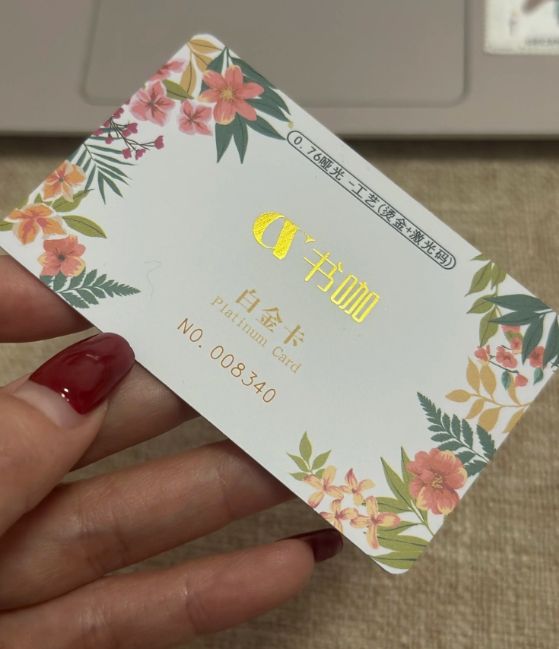 0.76哑光 -工艺(烫金+激光码)
书咖
白金卡
Platinum Card
NO. 008340